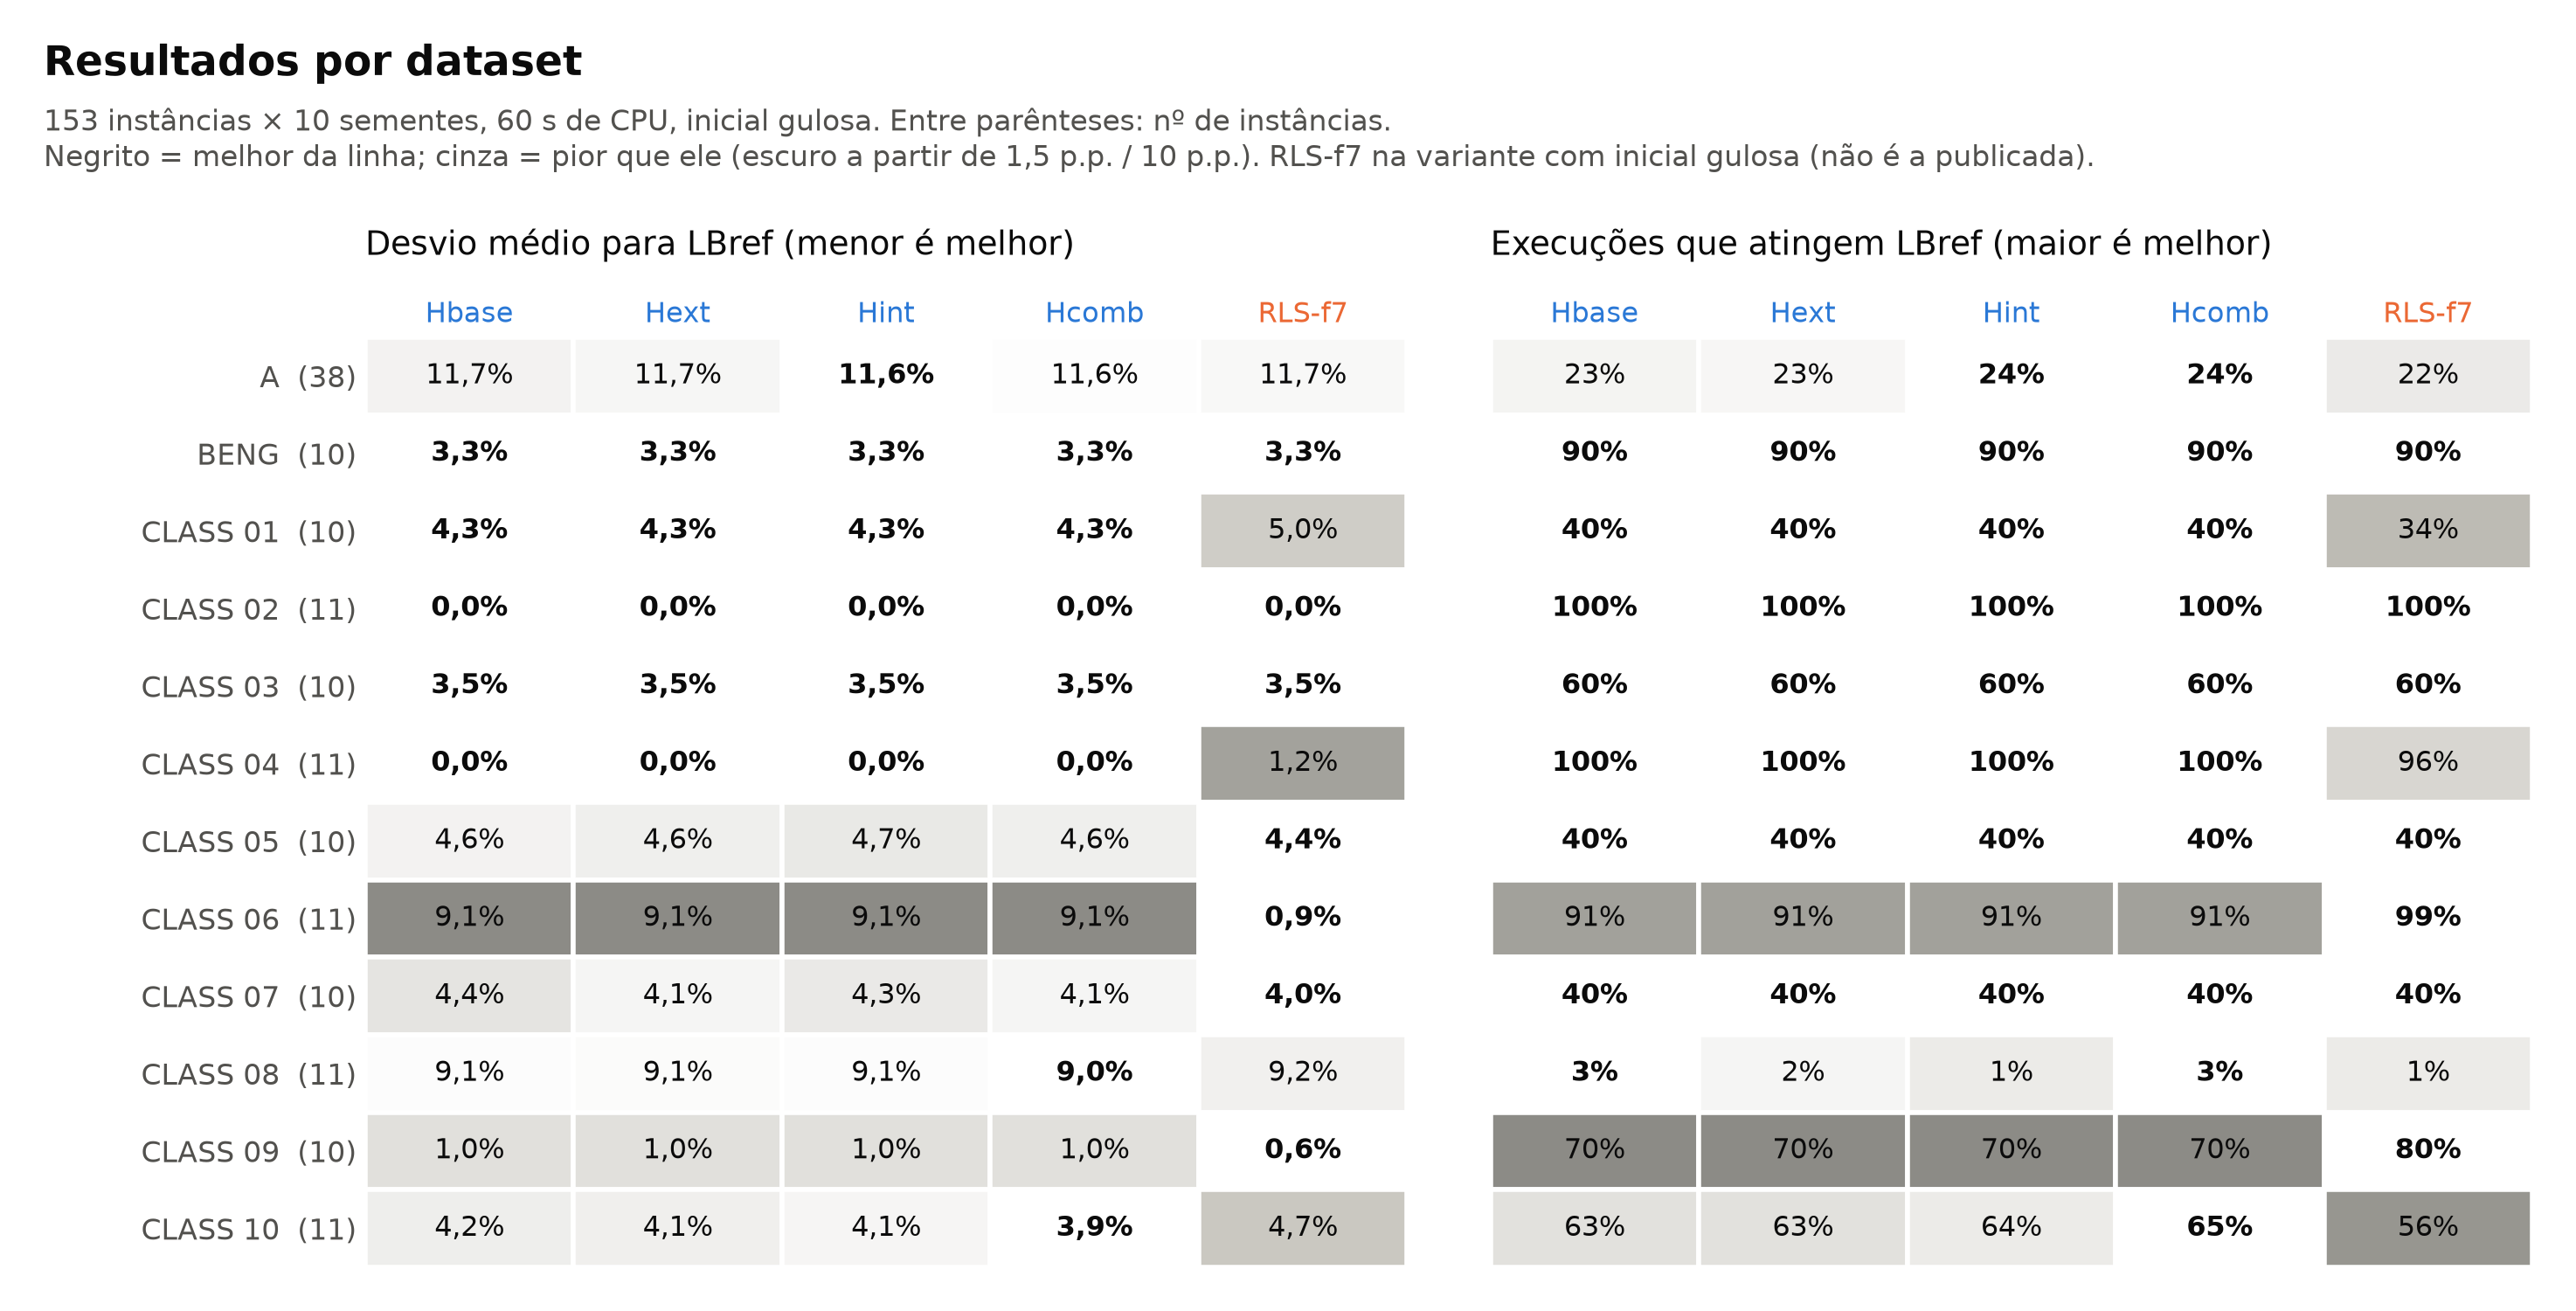 Resultados por dataset
153 instâncias × 10 sementes, 60 s de CPU, inicial gulosa. Entre parênteses: nº de instâncias.
Negrito = melhor da linha; cinza = pior que ele (escuro a partir de 1,5 p.p. / 10 p.p.). RLS-f7 na variante com inicial gulosa (não é a publicada).
Desvio médio para LBref (menor é melhor) Execuções que atingem LBref (maior é melhor)
Hbase Hext Hint Hcomb RLS-f7 Hbase Hext Hint Hcomb RLS-f7
A (38) 11,7% 11,7% 11,6% 11,6% 11,7% 23% 23% 24% 24% 22%
BENG (10) 3,3% 3,3% 3,3% 3,3% 3,3% 90% 90% 90% 90% 90%
CLASS 01 (10) 4,3% 4,3% 4,3% 4,3% 5,0% 40% 40% 40% 40% 34%
CLASS 02 (11) 0,0% 0,0% 0,0% 0,0% 0,0% 100% 100% 100% 100% 100%
CLASS 03 (10) 3,5% 3,5% 3,5% 3,5% 3,5% 60% 60% 60% 60% 60%
CLASS 04 (11) 0,0% 0,0% 0,0% 0,0% 1,2% 100% 100% 100% 100% 96%
CLASS 05 (10) 4,6% 4,6% 4,7% 4,6% 4,4% 40% 40% 40% 40% 40%
CLASS 06 (11) 9,1% 9,1% 9,1% 9,1% 0,9% 91% 91% 91% 91% 99%
CLASS 07 (10) 4,4% 4,1% 4,3% 4,1% 4,0% 40% 40% 40% 40% 40%
CLASS 08 (11) 9,1% 9,1% 9,1% 9,0% 9,2% 3% 2% 1% 3% 1%
CLASS 09 (10) 1,0% 1,0% 1,0% 1,0% 0,6% 70% 70% 70% 70% 80%
CLASS 10 (11) 4,2% 4,1% 4,1% 3,9% 4,7% 63% 63% 64% 65% 56%